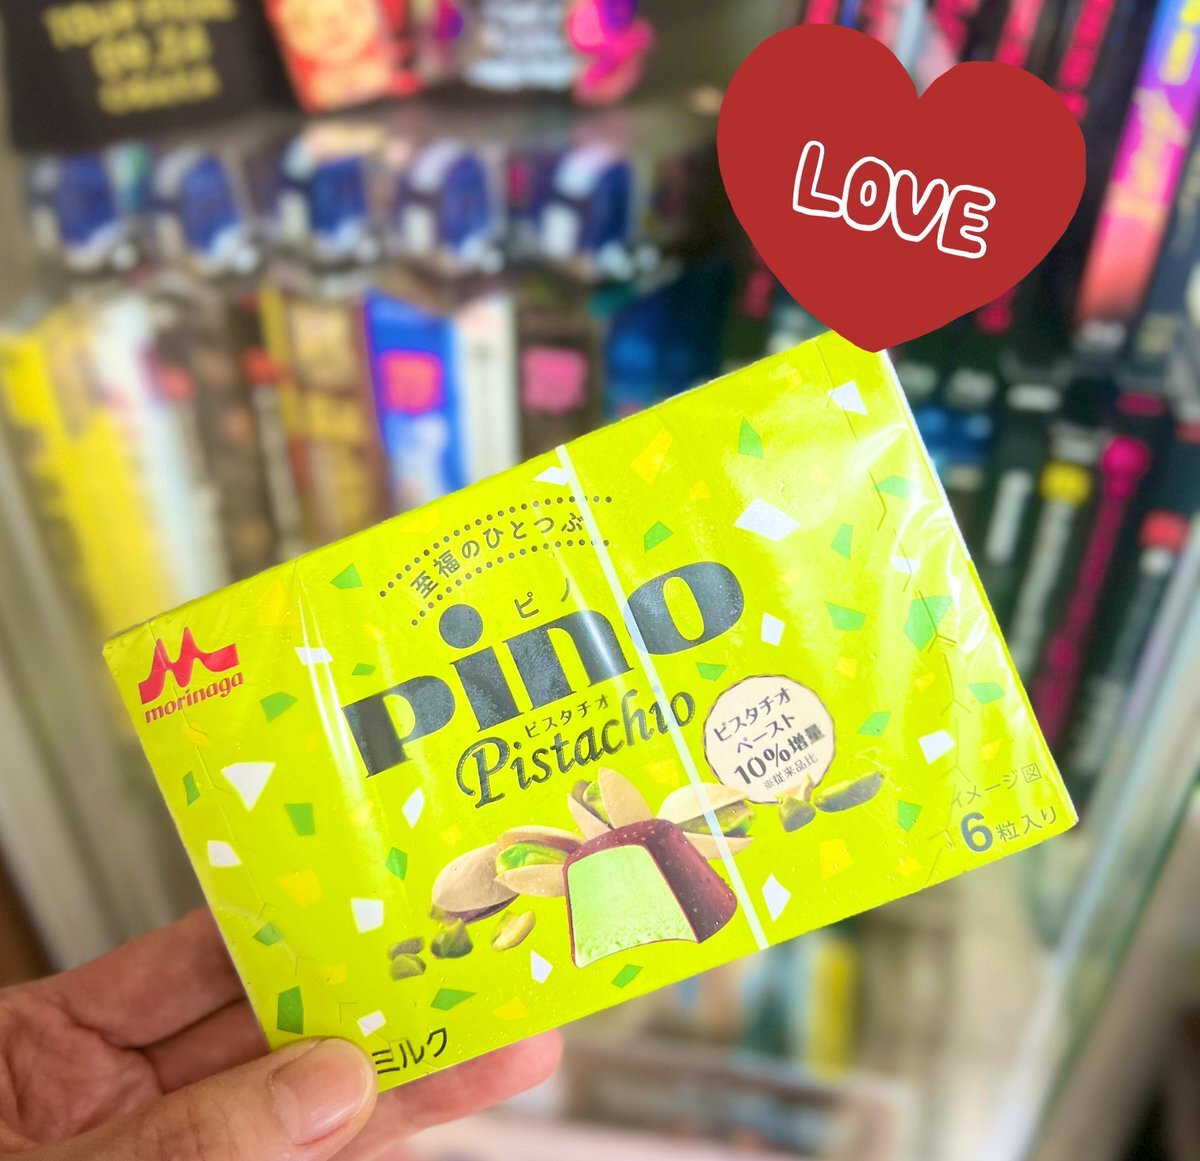 LOVE
至福のひとつぶ
ピノ
pino
ピスタチオ
Pistachio
morinaga
ピスタチオ
ペースト
10%増量
※従来品比
イメージ図
6粒入り
ミルク